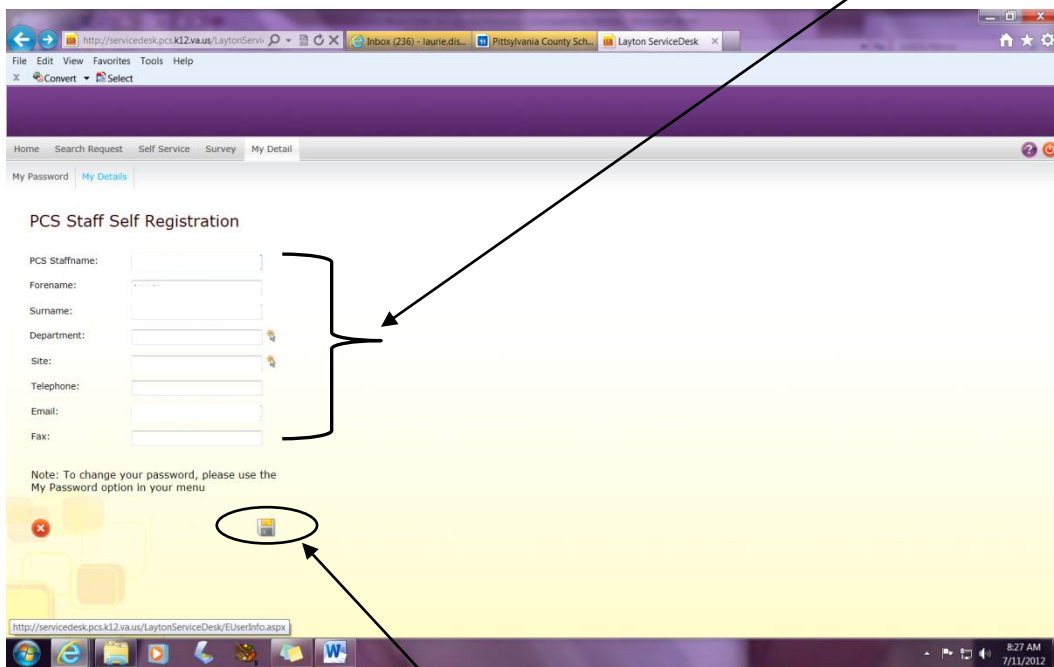 http://servicedesk.pcs.k12.va.us/LaytonServi
Inbox (236) - laurie.dis...
Pittsylvania County Sch...
Layton ServiceDesk
File Edit View Favorites Tools Help
x Convert Select
Home Search Request Self Service Survey My Detail
My Password My Details
PCS Staff Self Registration
PCS Staffname:
Forename:
Surname:
Department:
Site:
Telephone:
Email:
Fax:
Note: To change your password, please use the
My Password option in your menu
http://servicedesk.pcs.k12.va.us/LaytonServiceDesk/EUserInfo.aspx
8:27 AM
7/11/2012